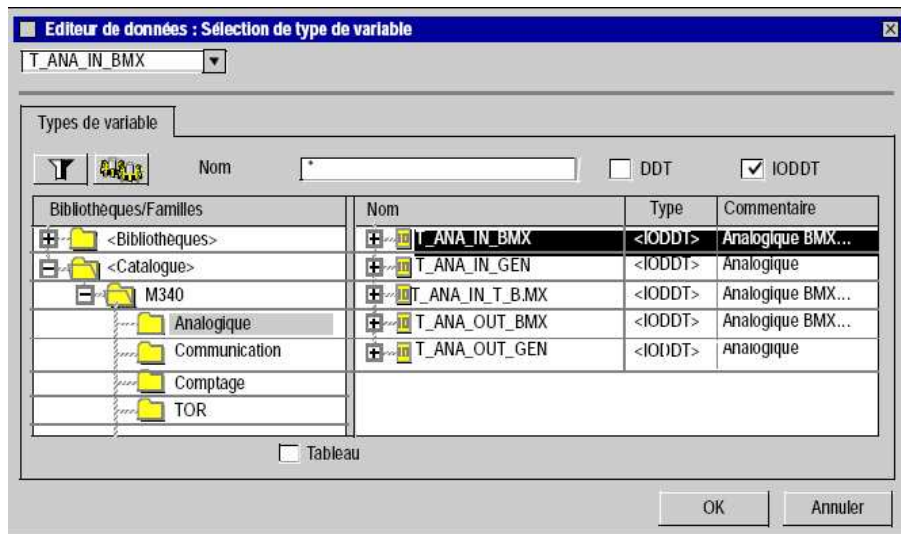 Editeur de données : Sélection de type de variable
T_ANA_IN_BMX
Types de variable
Nom * DDT IODDT
Bibliothèques/Familles Nom Type Commentaire
<Bibliothèques> T_ANA_IN_BMX <IODDT> Analogique BMX...
<Catalogue> T_ANA_IN_GEN <IODDT> Analogique
M340 T_ANA_IN_T_B.MX <IODDT> Analogique BMX...
Analogique T_ANA_OUT_BMX <IODDT> Analogique BMX...
Communication T_ANA_OUT_GEN <IODDT> Analogique
Comptage
TOR
Tableau
OK Annuler